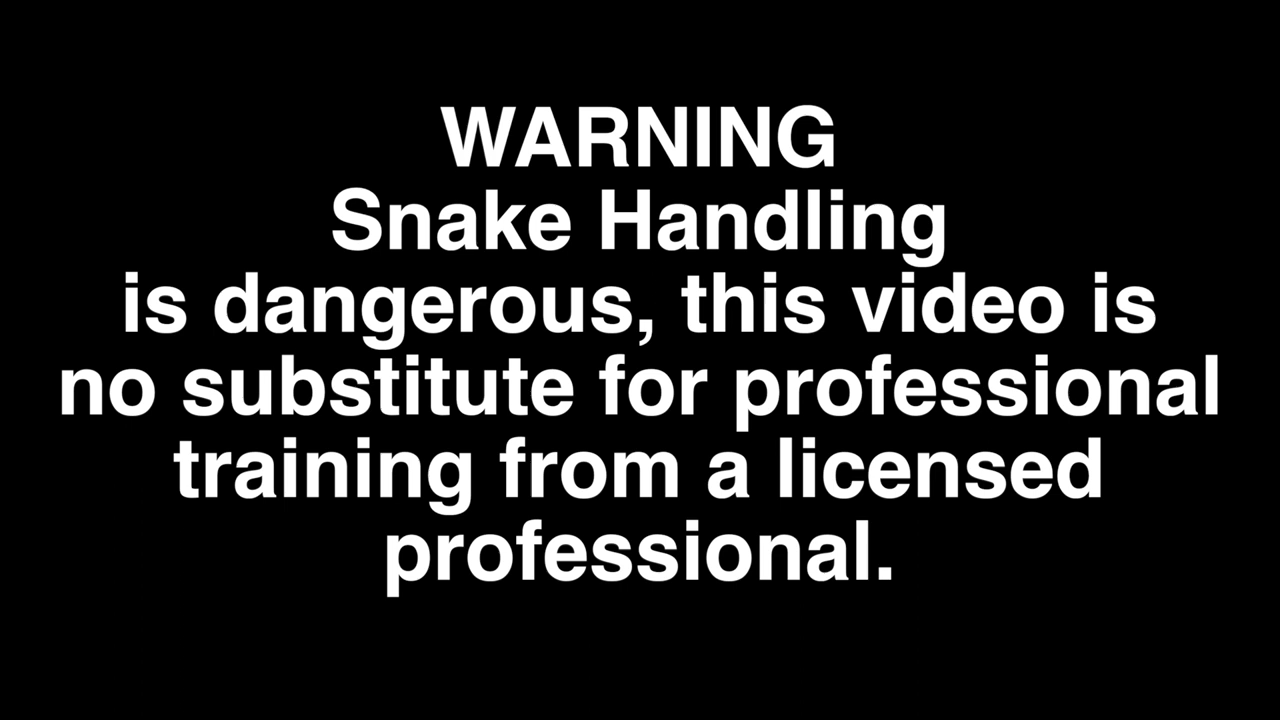 WARNING
Snake Handling
is dangerous, this video is
no substitute for professional
training from a licensed
professional.